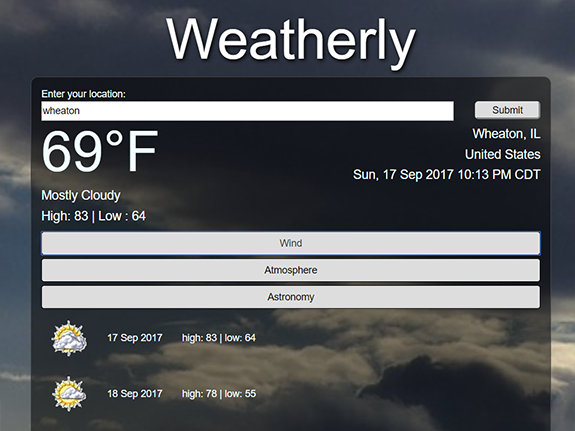 Weatherly
Enter your location:
wheaton
Submit
69°F
Wheaton, IL
United States
Sun, 17 Sep 2017 10:13 PM CDT
Mostly Cloudy
High: 83 | Low : 64
Wind
Atmosphere
Astronomy
17 Sep 2017 high: 83 | low: 64
18 Sep 2017 high: 78 | low: 55